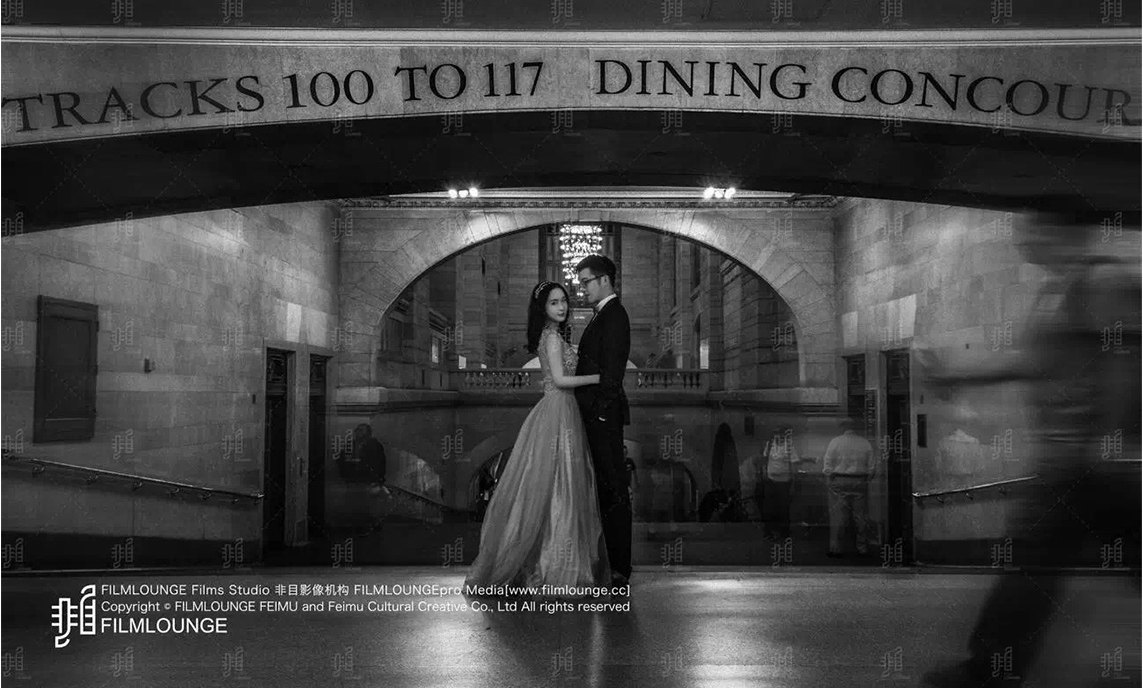 TRACKS 100 TO 117 DINING CONCOUR
FILMLOUNGE Films Studio 非目影像机构 FILMLOUNGEpro Media[www.filmlounge.cc]
Copyright © FILMLOUNGE FEIMU and Feimu Cultural Creative Co., Ltd All rights reserved
FILMLOUNGE